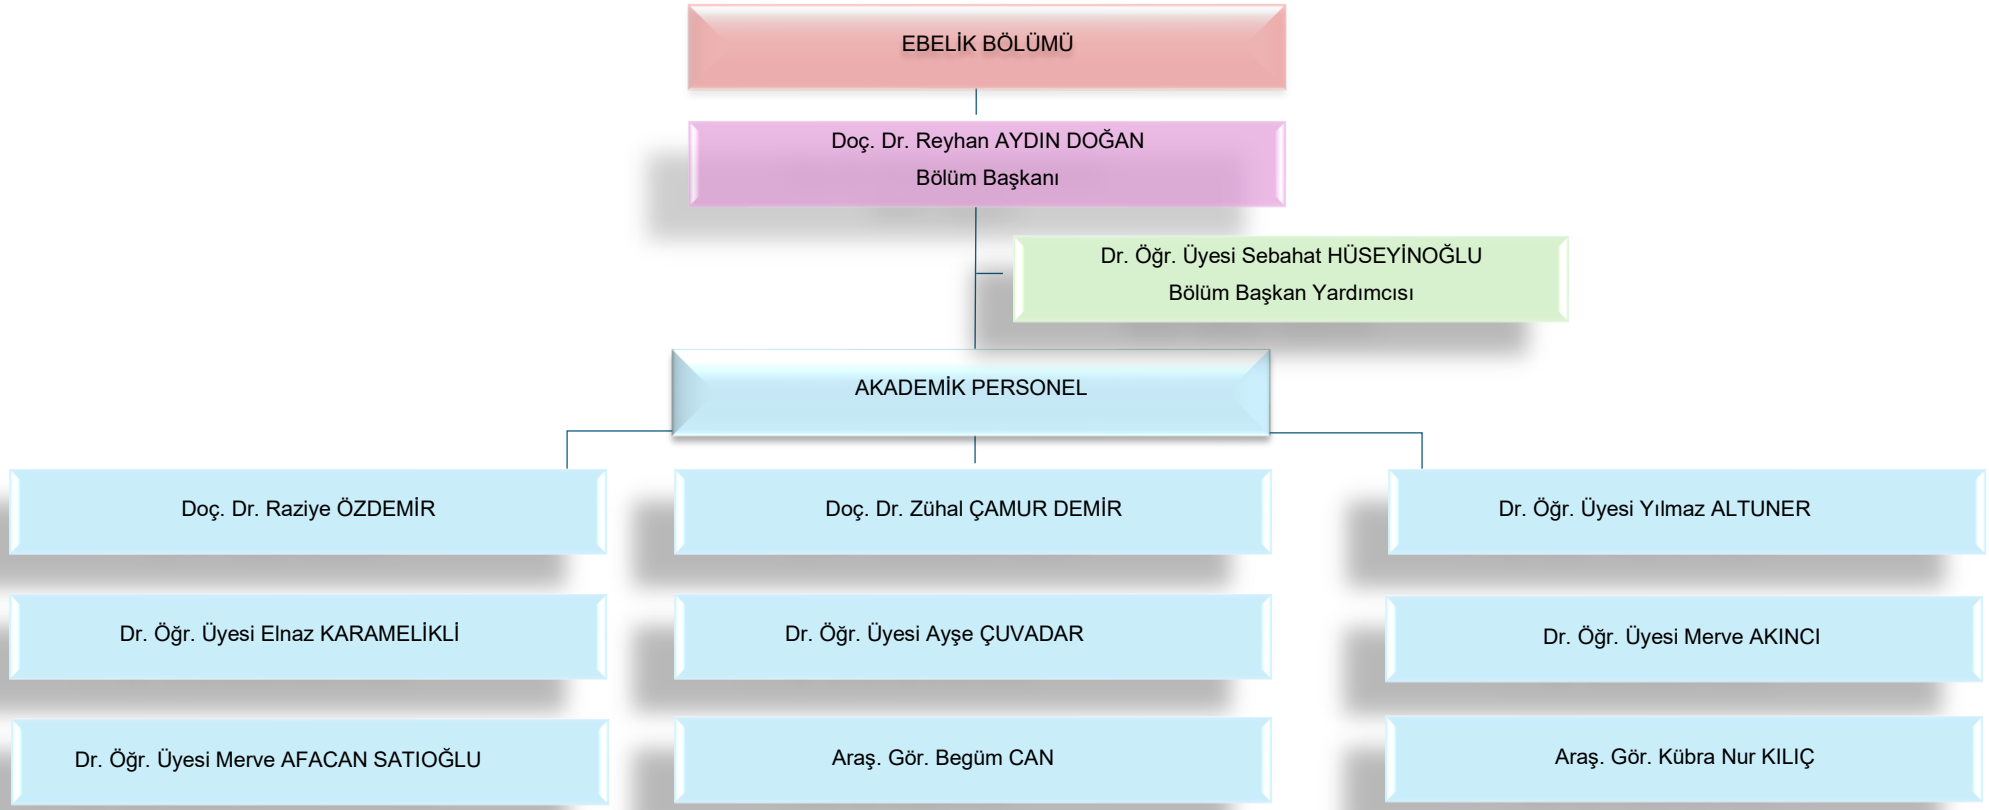 EBELİK BÖLÜMÜ
Doç. Dr. Reyhan AYDIN DOĞAN
Bölüm Başkanı
Dr. Öğr. Üyesi Sebahat HÜSEYİNOĞLU
Bölüm Başkan Yardımcısı
AKADEMİK PERSONEL
Doç. Dr. Raziye ÖZDEMİR
Doç. Dr. Zühal ÇAMUR DEMİR
Dr. Öğr. Üyesi Yılmaz ALTUNER
Dr. Öğr. Üyesi Elnaz KARAMELİKLİ
Dr. Öğr. Üyesi Ayşe ÇUVADAR
Dr. Öğr. Üyesi Merve AKINCI
Dr. Öğr. Üyesi Merve AFACAN SATIOĞLU
Araş. Gör. Begüm CAN
Araş. Gör. Kübra Nur KILIÇ